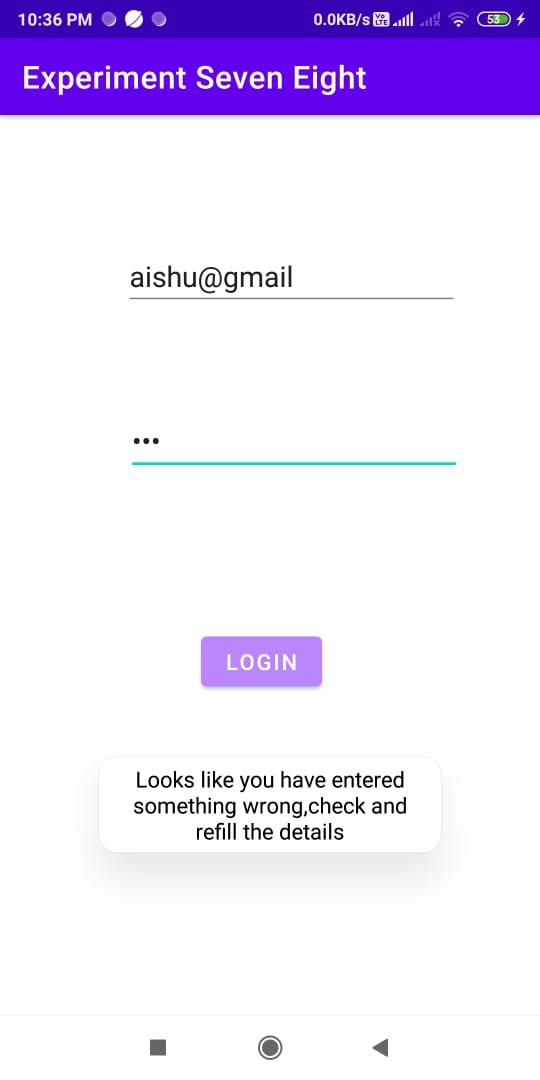 10:36 PM 0.0KB/s Vo LTE 53
Experiment Seven Eight
aishu@gmail
•••
LOGIN
Looks like you have entered
something wrong,check and
refill the details